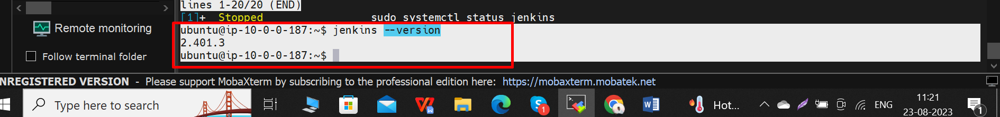 lines 1-20/20 (END)
[1]+  Stopped                 sudo systemctl status jenkins
ubuntu@ip-10-0-0-187:~$ jenkins --version
2.401.3
ubuntu@ip-10-0-0-187:~$
Remote monitoring
Follow terminal folder
NREGISTERED VERSION - Please support MobaXterm by subscribing to the professional edition here: https://mobaxterm.mobatek.net
Type here to search
W
S
1
>_
W
Hot...
ENG
11:21
23-08-2023
1